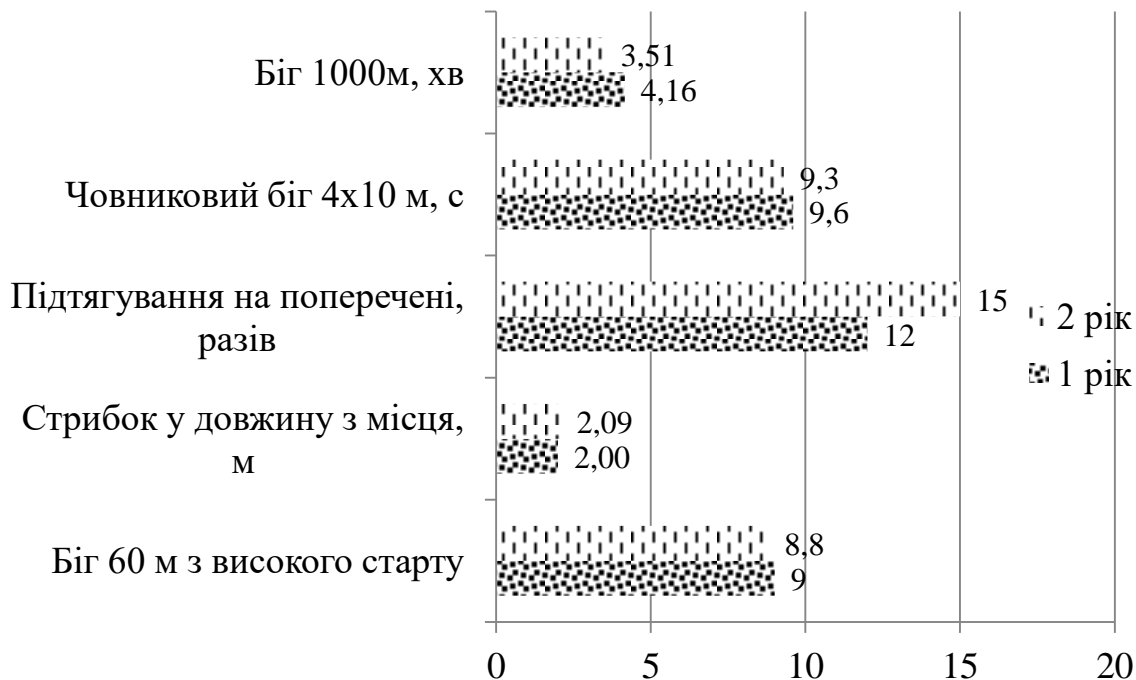 Біг 1000м, хв
3,51
4,16
Човниковий біг 4х10 м, с
9,3
9,6
Підтягування на поперечені,
разів
15
12
2 рік
1 рік
Стрибок у довжину з місця,
м
2,09
2,00
Біг 60 м з високого старту
8,8
9
0 5 10 15 20